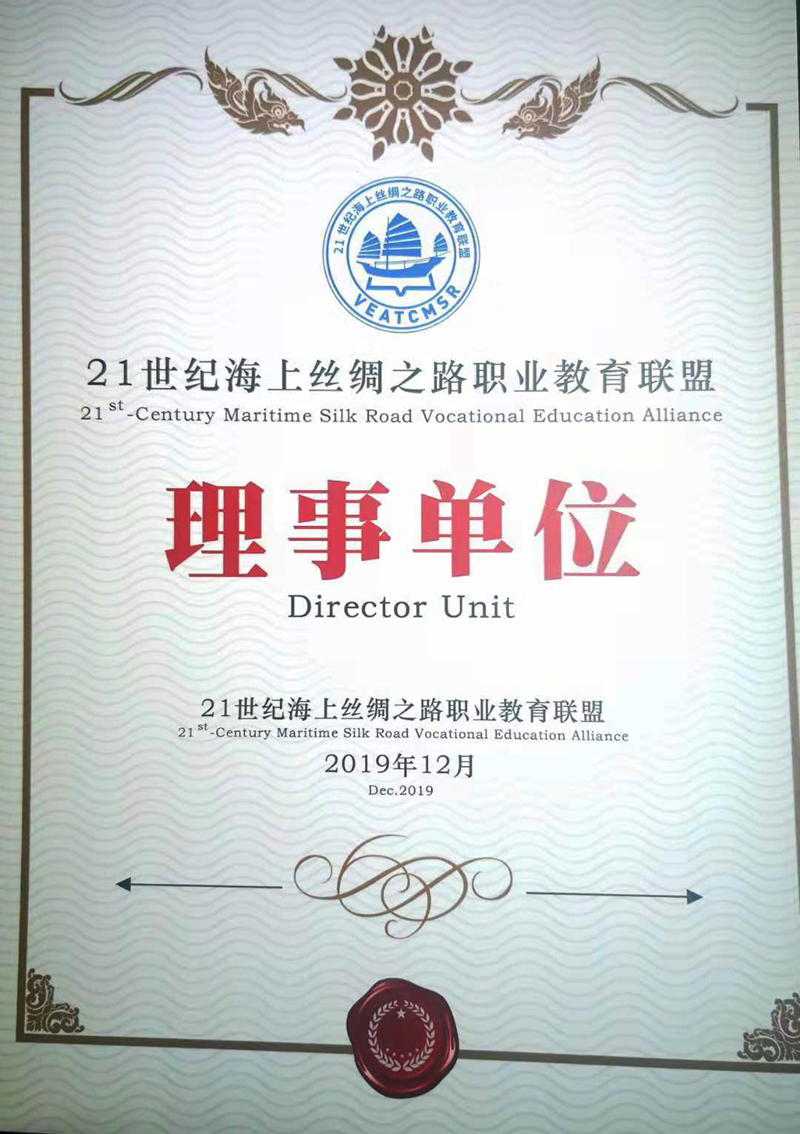 21世纪海上丝绸之路职业教育联盟
VEATCMSR
21世纪海上丝绸之路职业教育联盟
21st-Century Maritime Silk Road Vocational Education Alliance
理事单位
Director Unit
21世纪海上丝绸之路职业教育联盟
21st-Century Maritime Silk Road Vocational Education Alliance
2019年12月
Dec.2019